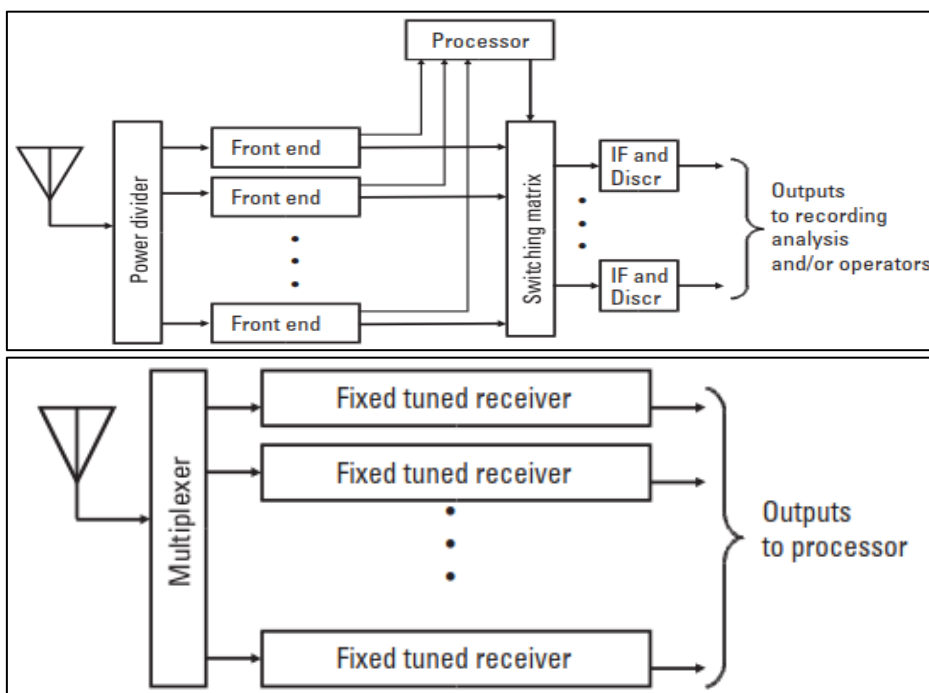 Processor
Power divider
Front end
Front end
Front end
Switching matrix
IF and
Discr
IF and
Discr
Outputs
to recording
analysis
and/or operators
Multiplexer
Fixed tuned receiver
Fixed tuned receiver
Fixed tuned receiver
Outputs
to processor